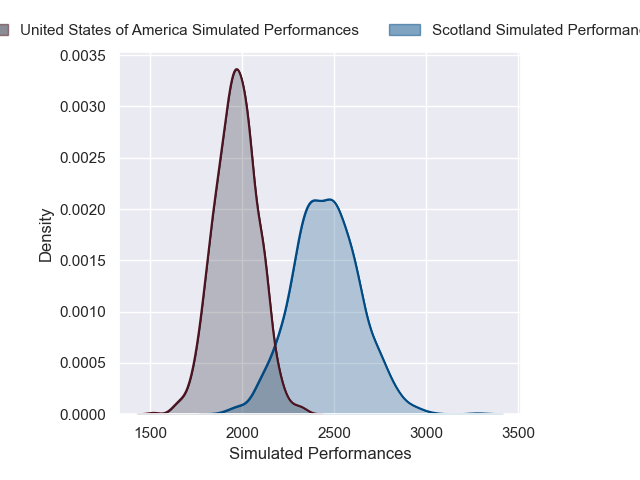 United States of America Simulated Performances Scotland Simulated
0.0035
0.0030
0.0025
0.0020
0.0015
0.0010
0.0005
0.0000
Density
1500 2000 2500 3000 3500
Simulated Performances